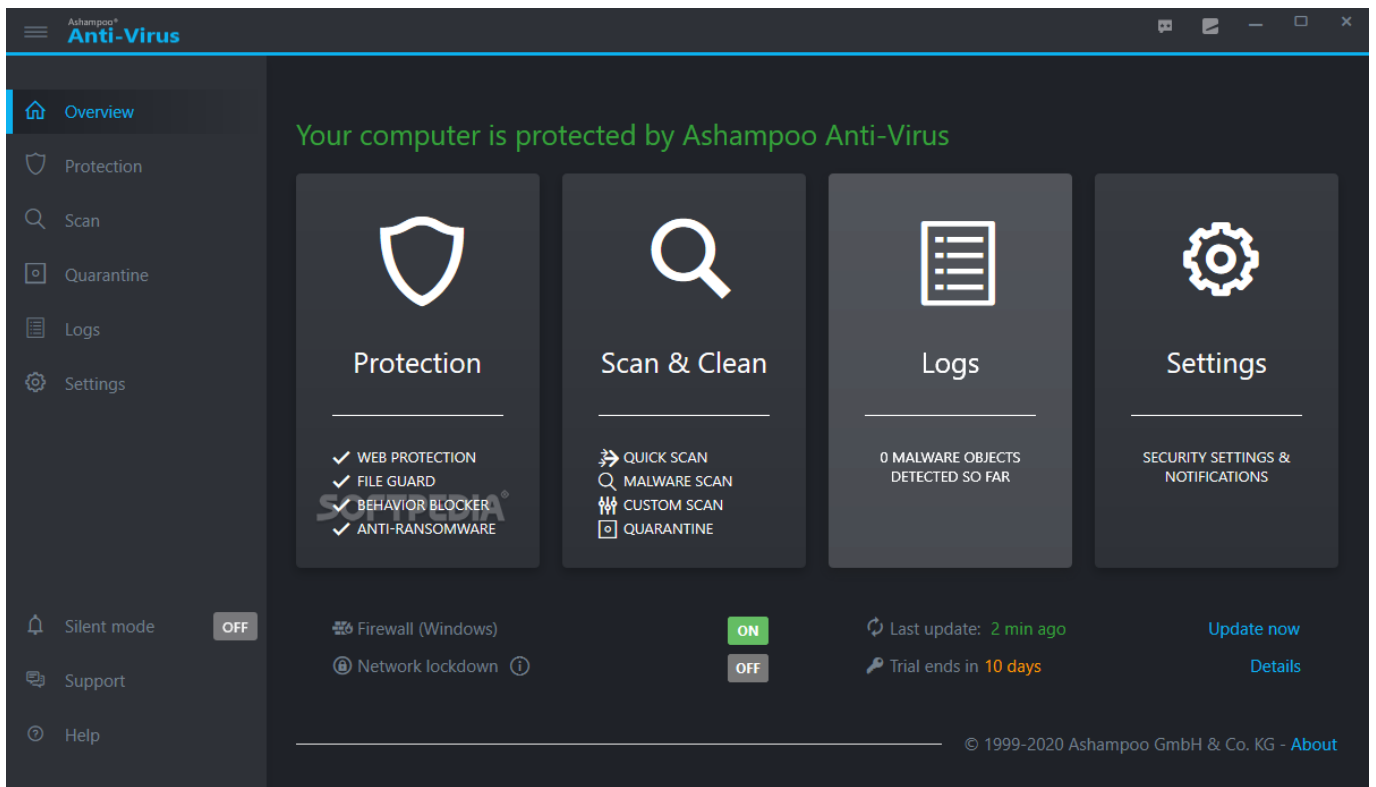 Ashampoo®
Anti-Virus
Overview
Protection
Scan
Quarantine
Logs
Settings
Silent mode
OFF
Support
Help
Your computer is protected by Ashampoo Anti-Virus
Protection
WEB PROTECTION
FILE GUARD
BEHAVIOR BLOCKER
ANTI-RANSOMWARE
SOFTPEDIA®
Scan & Clean
QUICK SCAN
MALWARE SCAN
CUSTOM SCAN
QUARANTINE
Logs
0 MALWARE OBJECTS
DETECTED SO FAR
Settings
SECURITY SETTINGS &
NOTIFICATIONS
Firewall (Windows) ON
Network lockdown OFF
Last update: 2 min ago Update now
Trial ends in 10 days Details
© 1999-2020 Ashampoo GmbH & Co. KG - About